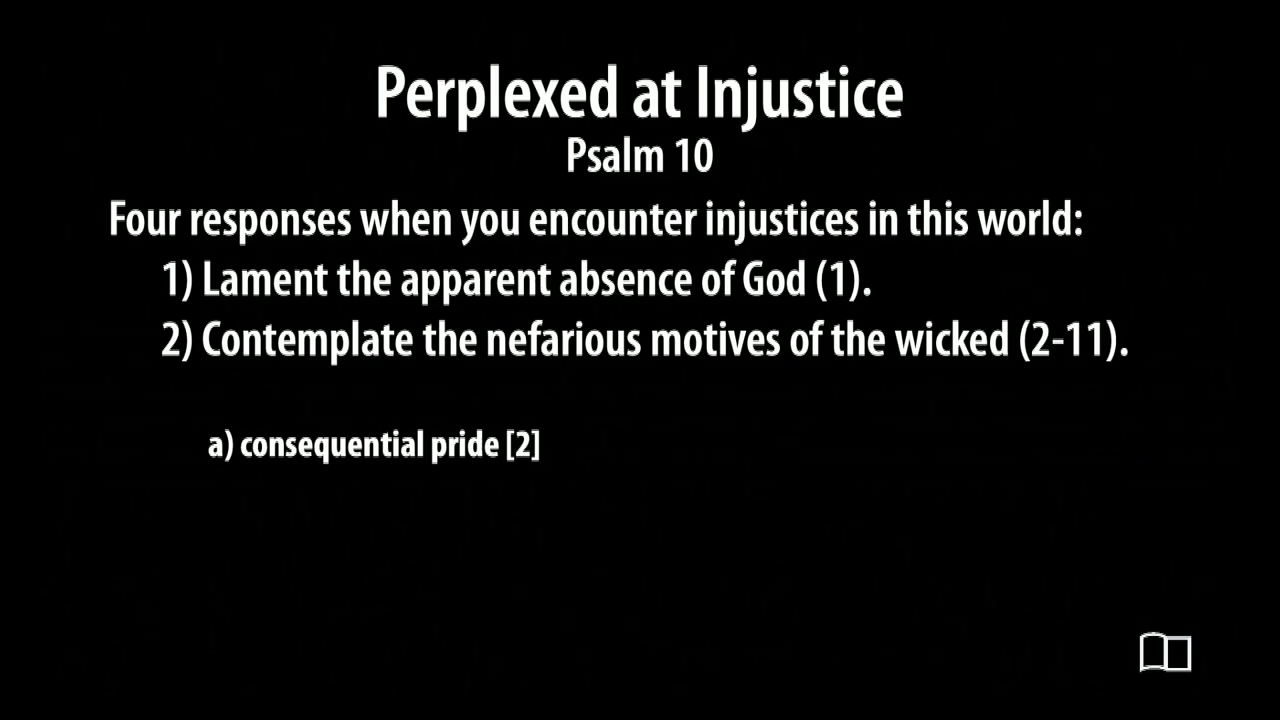 Perplexed at Injustice
Psalm 10
Four responses when you encounter injustices in this world:
1) Lament the apparent absence of God (1).
2) Contemplate the nefarious motives of the wicked (2-11).
a) consequential pride [2]